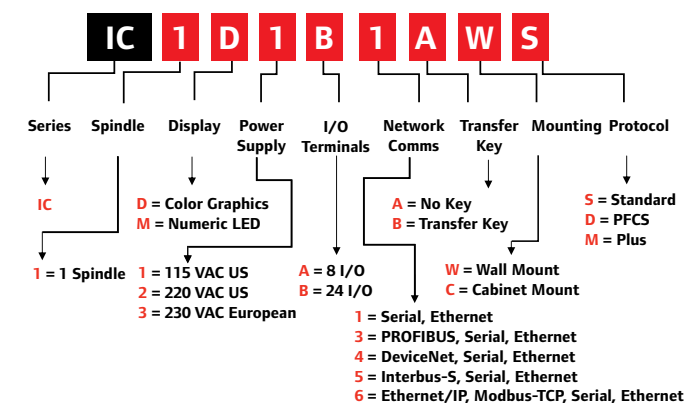 IC 1 D 1 B 1 A W S
Series Spindle Display Power Supply I/O Terminals Network Comms Transfer Key Mounting Protocol
IC
1 = 1 Spindle
D = Color Graphics
M = Numeric LED
1 = 115 VAC US
2 = 220 VAC US
3 = 230 VAC European
A = 8 I/O
B = 24 I/O
1 = Serial, Ethernet
3 = PROFIBUS, Serial, Ethernet
4 = DeviceNet, Serial, Ethernet
5 = Interbus-S, Serial, Ethernet
6 = Ethernet/IP, Modbus-TCP, Serial, Ethernet
A = No Key
B = Transfer Key
W = Wall Mount
C = Cabinet Mount
S = Standard
D = PFCS
M = Plus